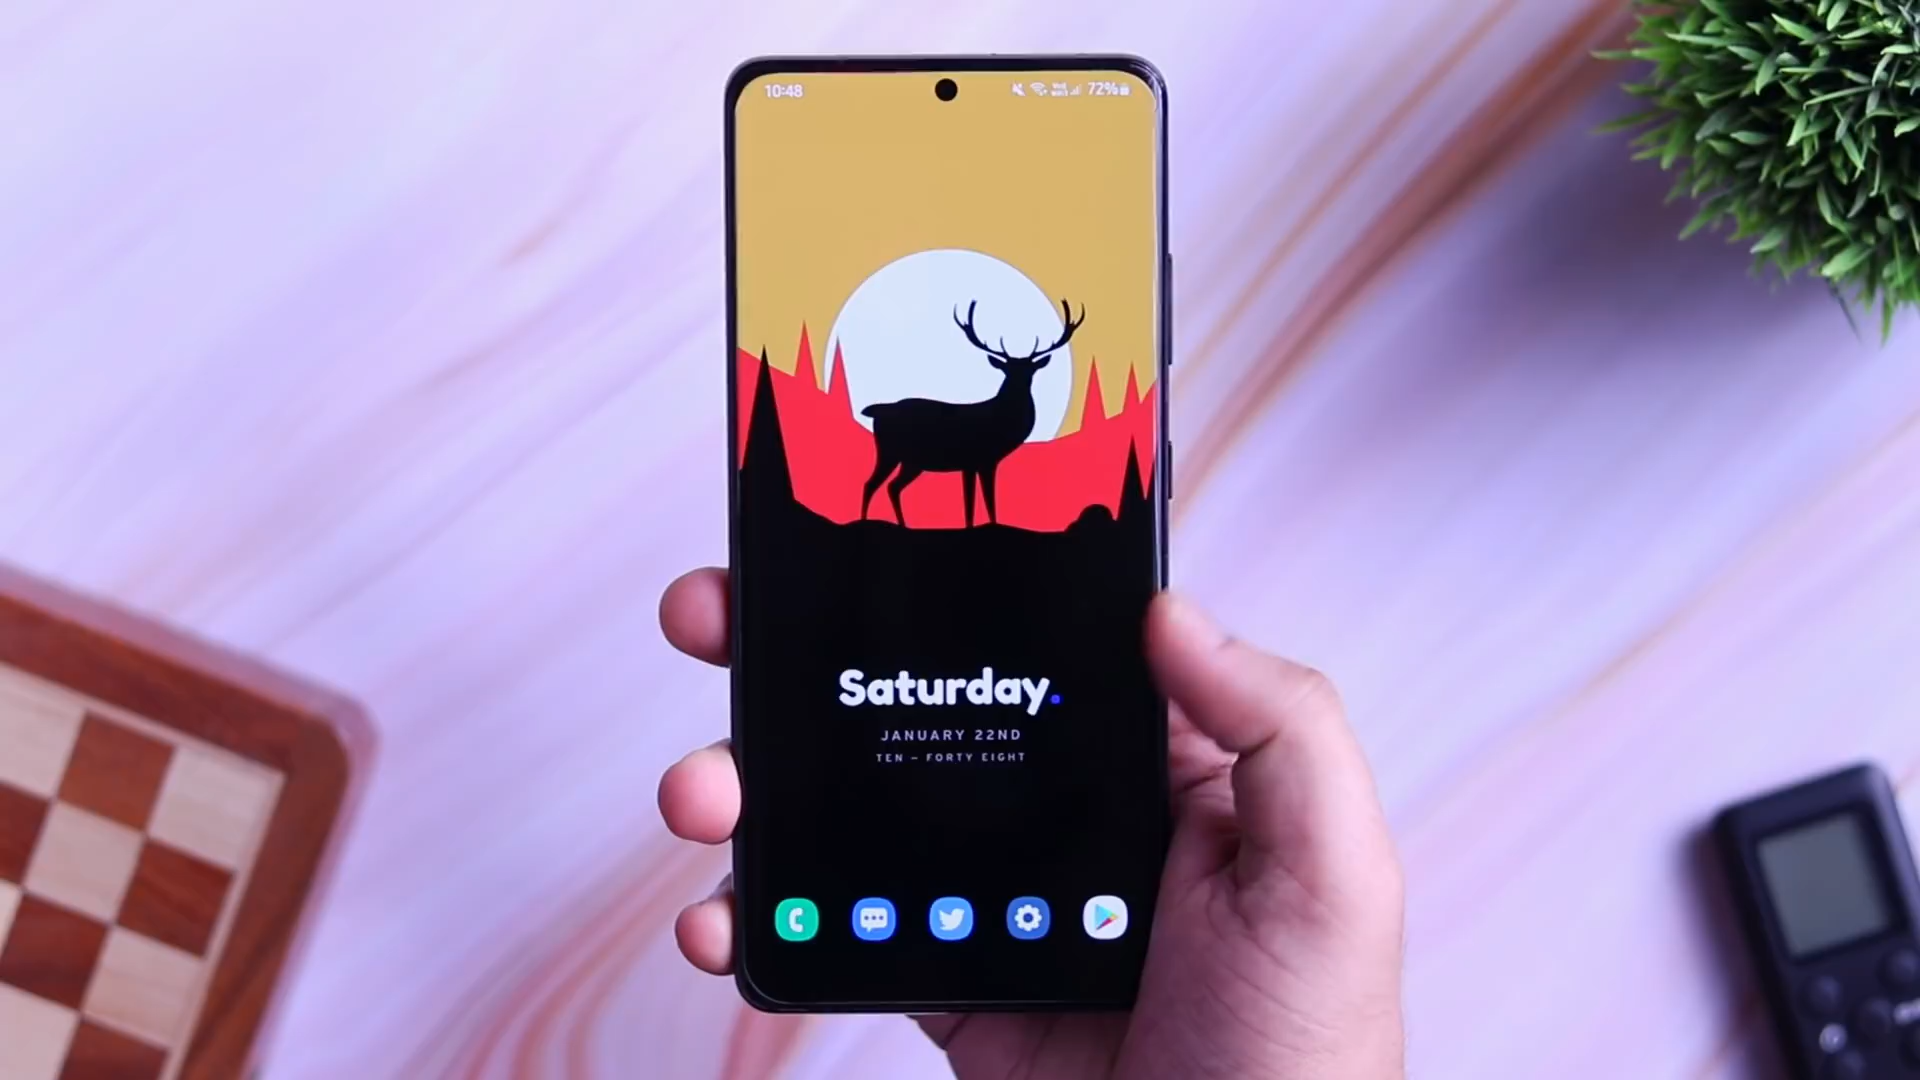 10:48
72%
Saturday.
JANUARY 22ND
TEN – FORTY EIGHT